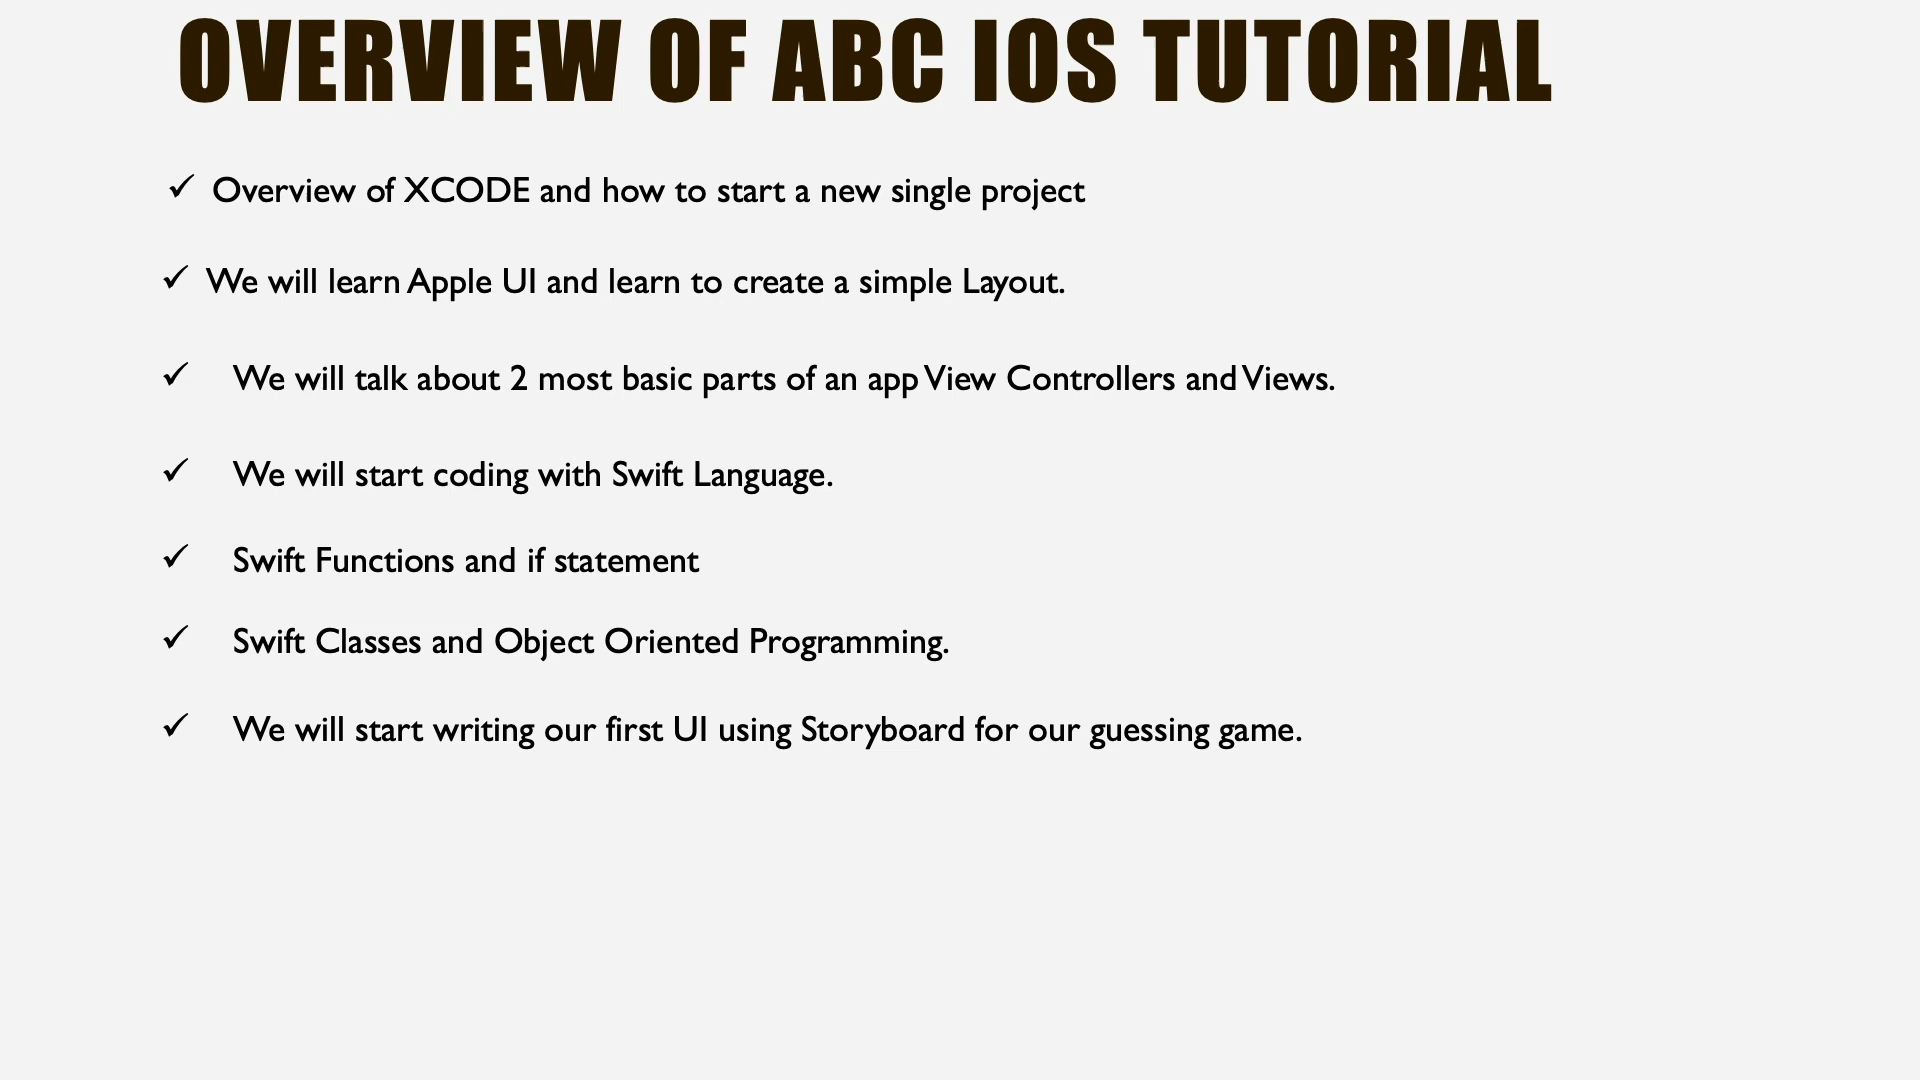 OVERVIEW OF ABC IOS TUTORIAL
✓ Overview of XCODE and how to start a new single project
✓ We will learn Apple UI and learn to create a simple Layout.
✓ We will talk about 2 most basic parts of an app View Controllers and Views.
✓ We will start coding with Swift Language.
✓ Swift Functions and if statement
✓ Swift Classes and Object Oriented Programming.
✓ We will start writing our first UI using Storyboard for our guessing game.